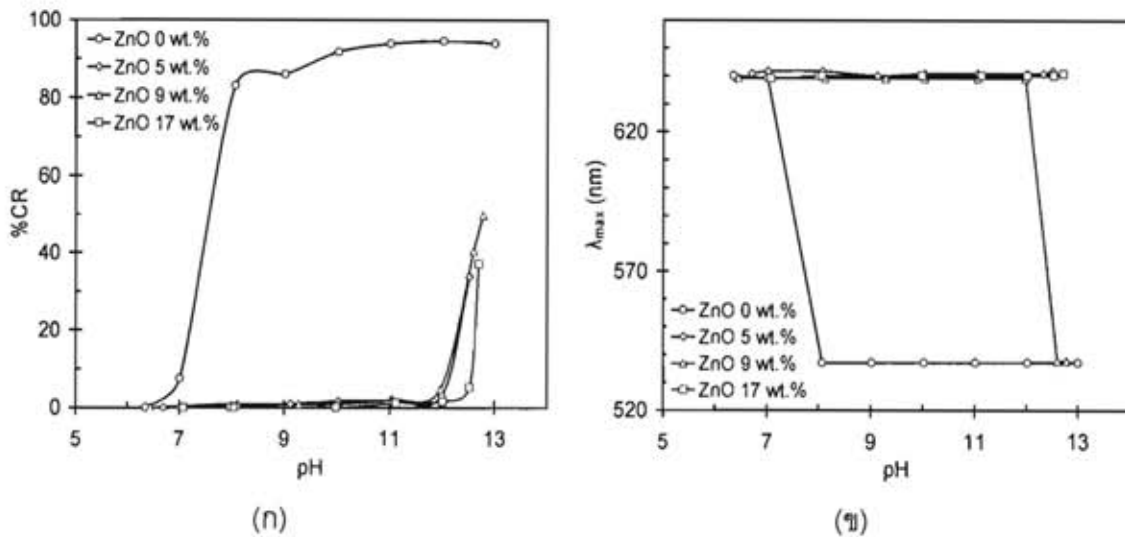 100
80
60
40
20
0
%CR
ZnO 0 wt.%
ZnO 5 wt.%
ZnO 9 wt.%
ZnO 17 wt.%
5 7 9 11 13
pH
(ก)
620
570
520
λmax (nm)
ZnO 0 wt.%
ZnO 5 wt.%
ZnO 9 wt.%
ZnO 17 wt.%
5 7 9 11 13
pH
(ข)